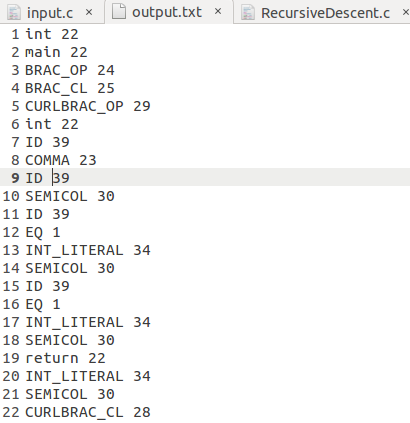 input.c × output.txt × RecursiveDescent.c ×
1 int 22
2 main 22
3 BRAC_OP 24
4 BRAC_CL 25
5 CURLBRAC_OP 29
6 int 22
7 ID 39
8 COMMA 23
9 ID 39
10 SEMICOL 30
11 ID 39
12 EQ 1
13 INT_LITERAL 34
14 SEMICOL 30
15 ID 39
16 EQ 1
17 INT_LITERAL 34
18 SEMICOL 30
19 return 22
20 INT_LITERAL 34
21 SEMICOL 30
22 CURLBRAC_CL 28